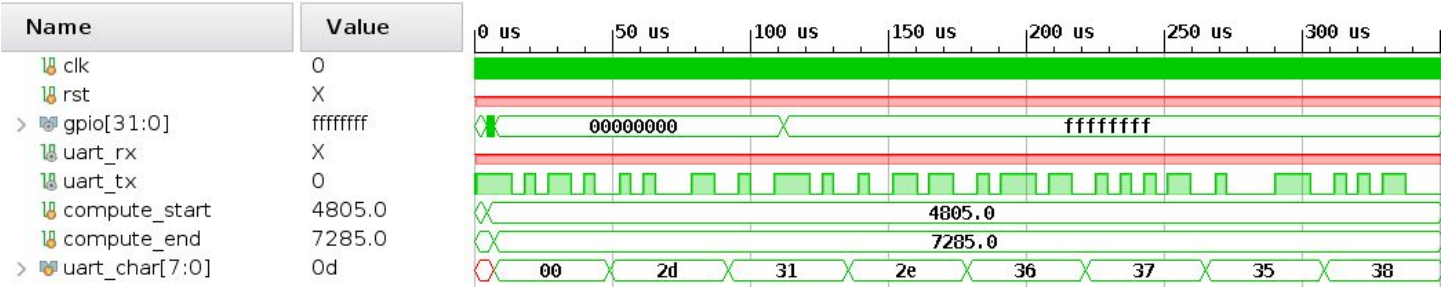 Name Value 0 us 50 us 100 us 150 us 200 us 250 us 300 us
clk 0
rst X
gpio[31:0] ffffffff 00000000 ffffffff
uart_rx X
uart_tx 0
compute_start 4805.0 4805.0
compute_end 7285.0 7285.0
uart_char[7:0] 0d 00 2d 31 2e 36 37 35 38